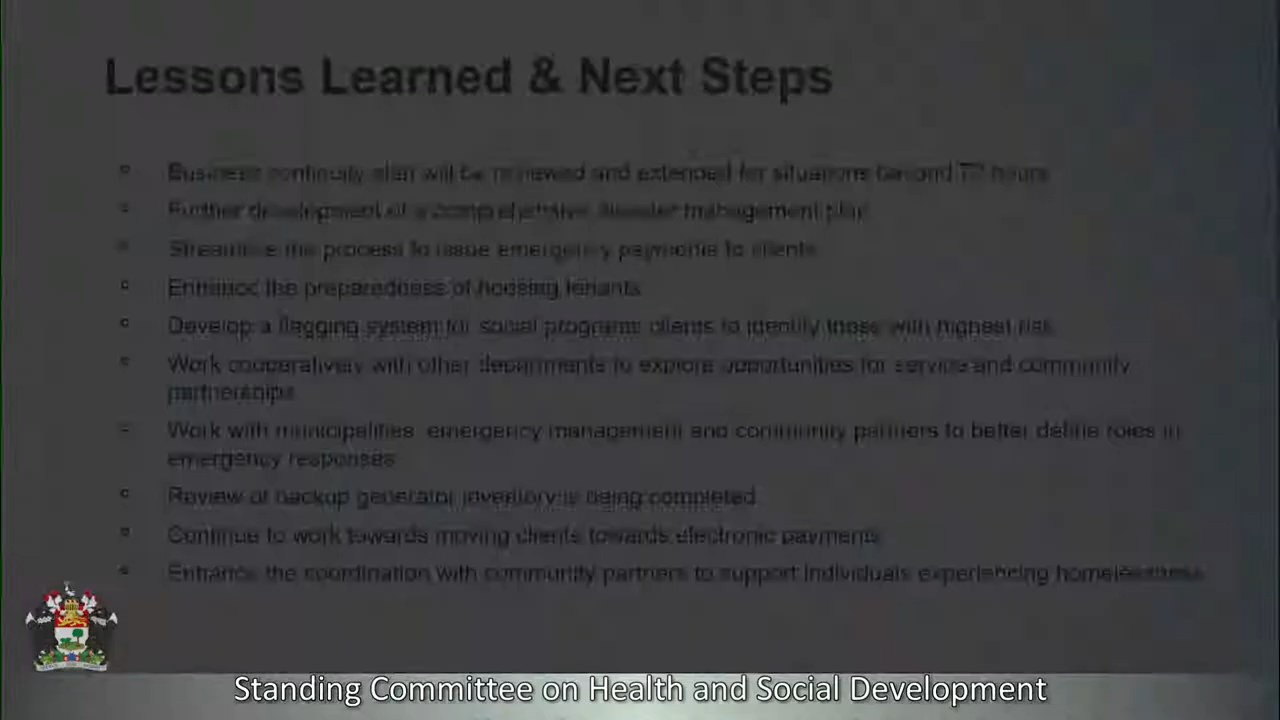 Lessons Learned & Next Steps
Business continuity plan will be reviewed and extended for situations beyond 72 hours
Further development of a comprehensive disaster management plan
Streamline the process to issue emergency payments to clients
Enhance the preparedness of housing tenants
Develop a flagging system for social programs clients to identify those with highest risk
Work cooperatively with other departments to explore opportunities for service and community
partnerships
Work with municipalities, emergency management and community partners to better define roles in
emergency responses
Review of backup generator inventory is being completed
Continue to work towards moving clients towards electronic payments
Enhance the coordination with community partners to support individuals experiencing homelessness
Standing Committee on Health and Social Development